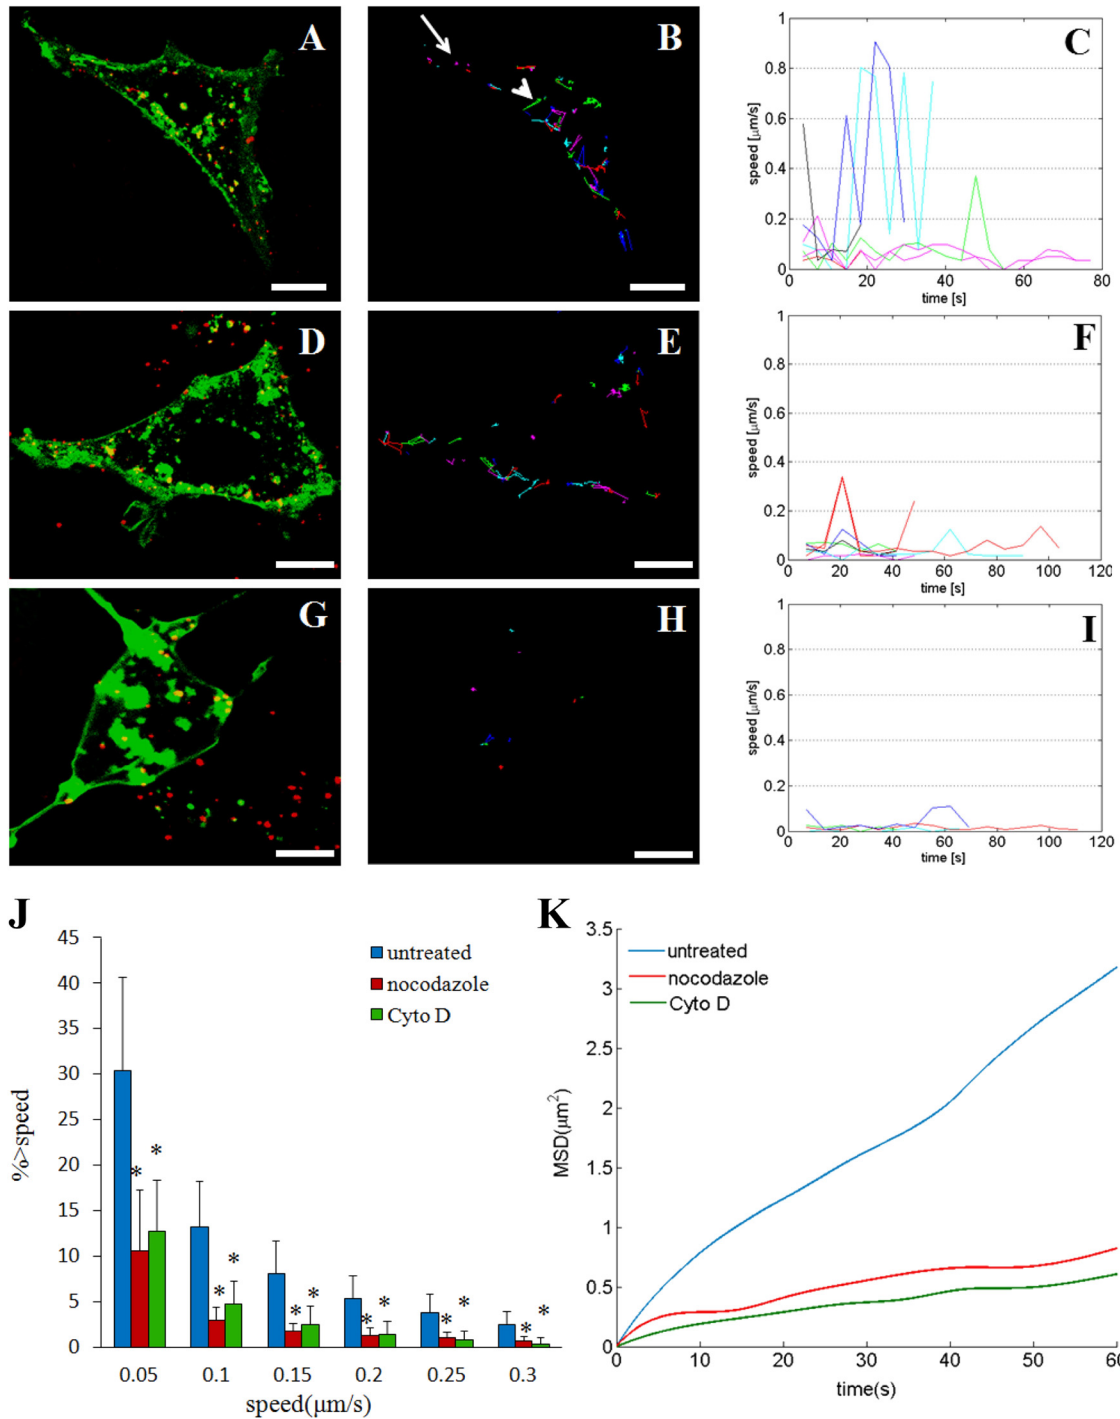 A
B
C
speed [μm/s]
1
0.8
0.6
0.4
0.2
0
0 20 40 60 80
time [s]
D
E
F
speed [μm/s]
1
0.8
0.6
0.4
0.2
0
0 20 40 60 80 100 120
time [s]
G
H
I
speed [μm/s]
1
0.8
0.6
0.4
0.2
0
0 20 40 60 80 100 120
time [s]
J
%>speed
45
40
35
30
25
20
15
10
5
0
untreated
nocodazole
Cyto D
* *
* *
* *
* *
* *
* *
0.05 0.1 0.15 0.2 0.25 0.3
speed(μm/s)
K
MSD(μm²)
3.5
3
2.5
2
1.5
1
0.5
0
untreated
nocodazole
Cyto D
0 10 20 30 40 50 60
time(s)